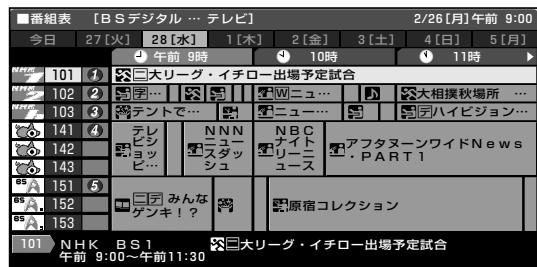 ■番組表 [BSデジタル … テレビ] 2/26[月]午前 9:00
今日 27[火] 28[水] 1[木] 2[金] 3[土] 4[日] 5[月]
午前 9時 10時 11時
101 1 二大リーグ・イチロー出場予定試合
102 2 字… W ニュ… 大相撲秋場所 …
103 3 テントで… ニュー… デハイビジョン…
141 4 テレビショッピ… NNNニュースダッシュ NBCナイトリーニュース アフタヌーンワイドNews・PART1
142
143
151 5 二デ みんなゲンキ!? 原宿コレクション
152
153
101 NHK BS1 二大リーグ・イチロー出場予定試合
午前 9:00~午前11:30